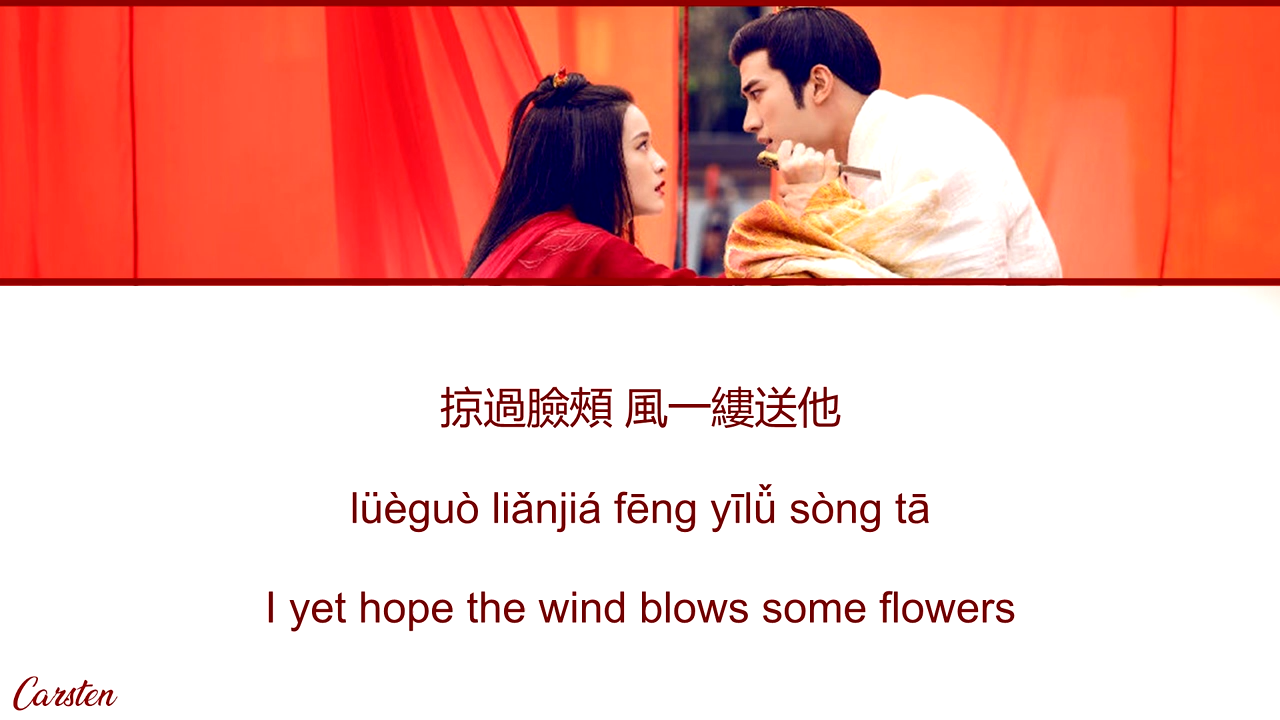 掠過臉頰 風一縷送他
lüèguò liǎnjiá fēng yīlǚ sòng tā
I yet hope the wind blows some flowers
Carsten